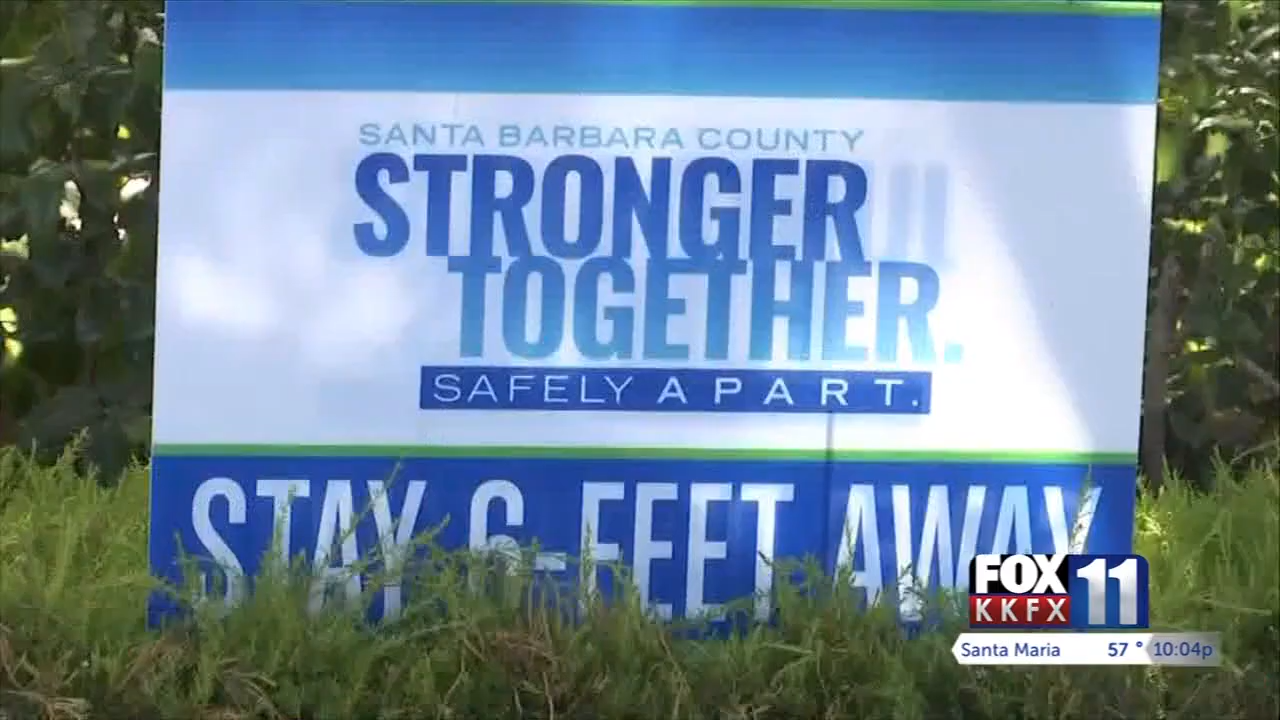 SANTA BARBARA COUNTY
STRONGER
TOGETHER.
SAFELY APART.
STAY 6-FEET AWAY
FOX 11
KKFX
Santa Maria 57° 10:04p